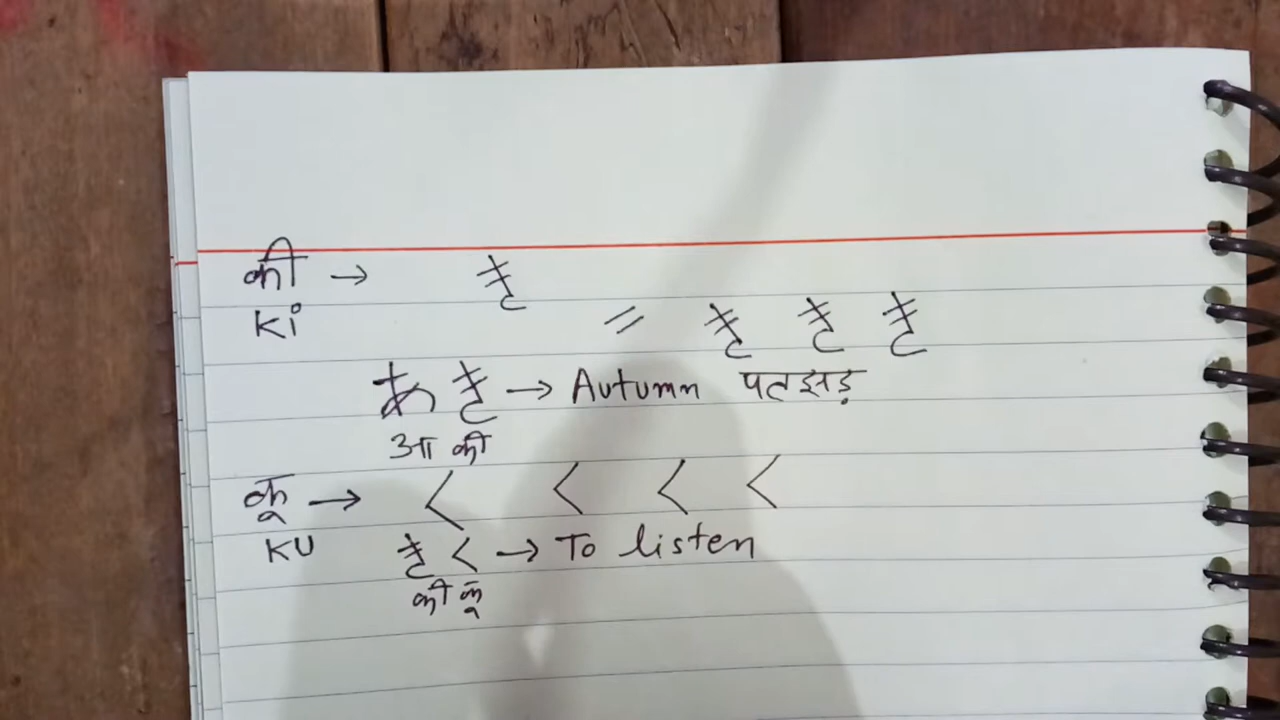 की → き
Ki = き き き
あき → Autumn पतझड़
आ की
कु → く く く く
KU きく → To listen
की कु